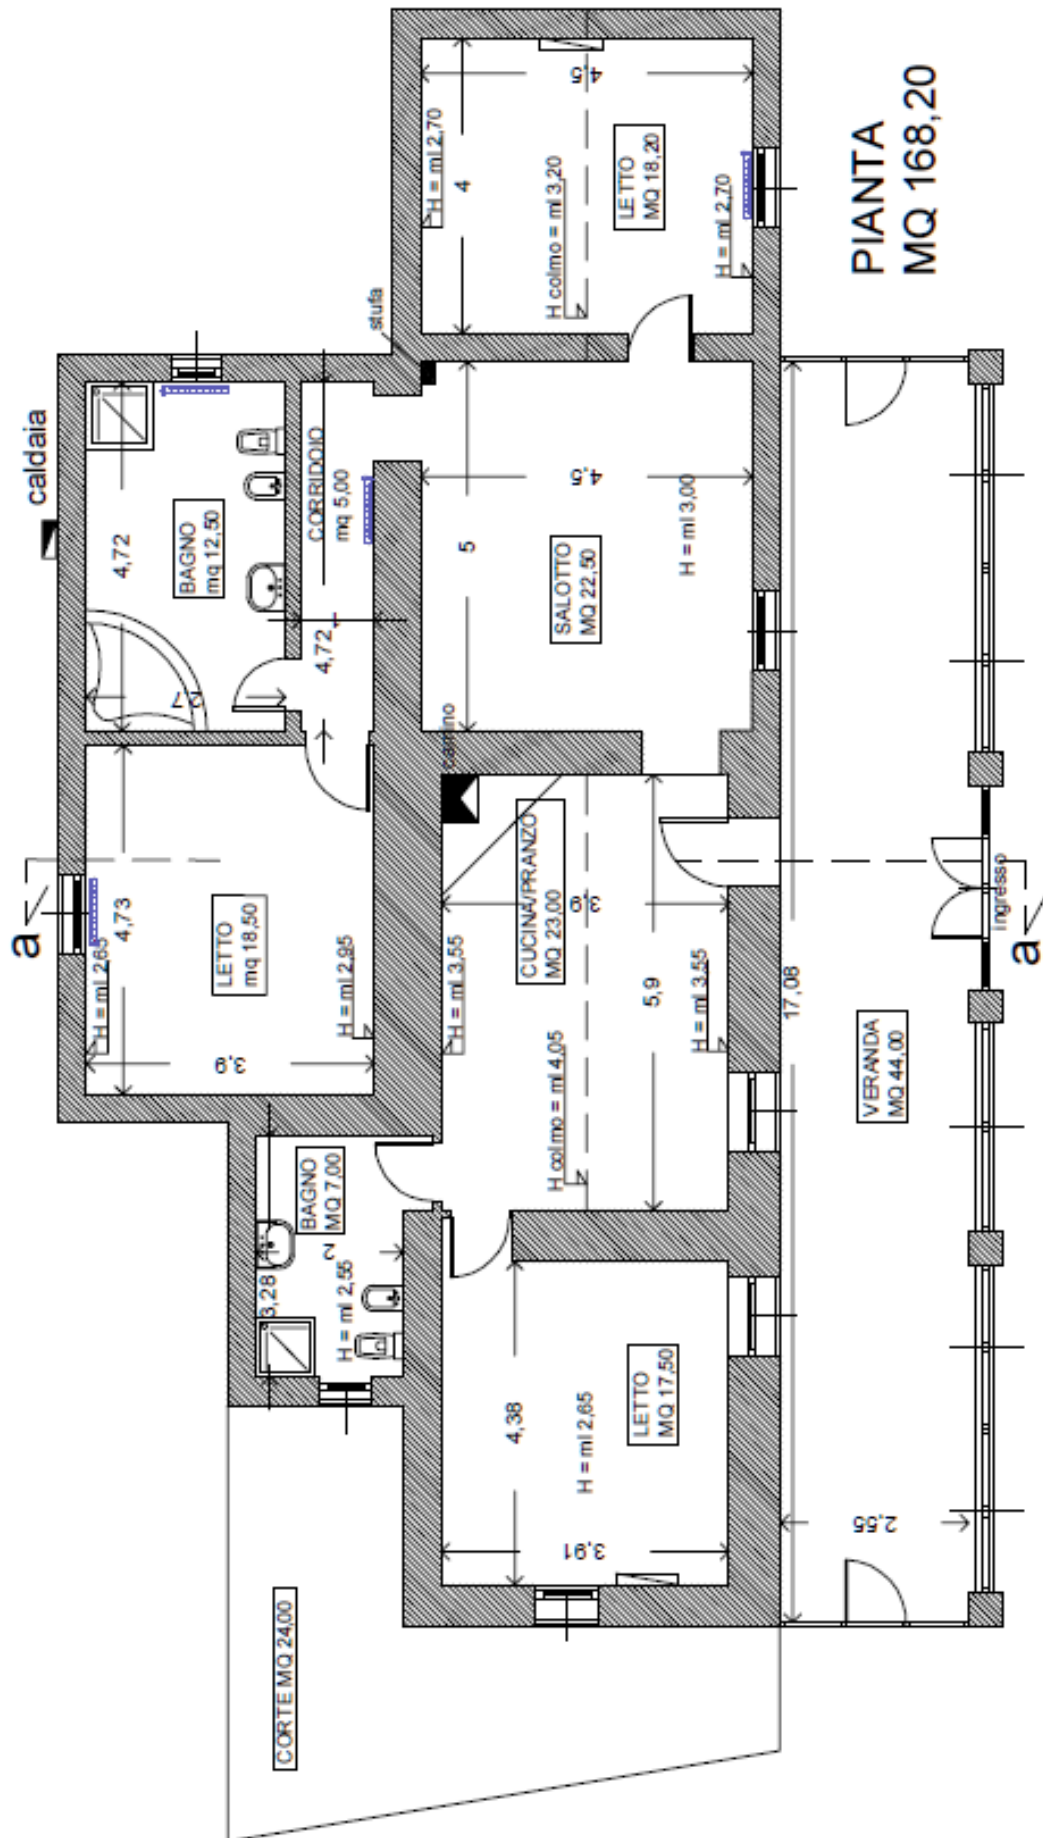 caldaia
stufa
4,72
BAGNO
mq 12,50
2,7
CORRIDOIO
mq 5,00
4,72
H = ml 2,70
4
4,5
H colmo = ml 3,20
LETTO
MQ 18,20
H = ml 2,70
PIANTA
MQ 168,20
5
4,5
SALOTTO
MQ 22,50
H = ml 3,00
camino
a
4,73
H = ml 2,65
LETTO
mq 18,50
H = ml 2,95
3,9
CUCINA/PRANZO
MQ 23,00
3,9
H = ml 3,55
5,9
H = ml 3,55
H colmo = ml 4,05
ingresso
a
17,08
VERANDA
MQ 44,00
2,55
BAGNO
MQ 7,00
2
3,28
H = ml 2,55
4,38
H = ml 2,65
LETTO
MQ 17,50
3,91
CORTE MQ 24,00